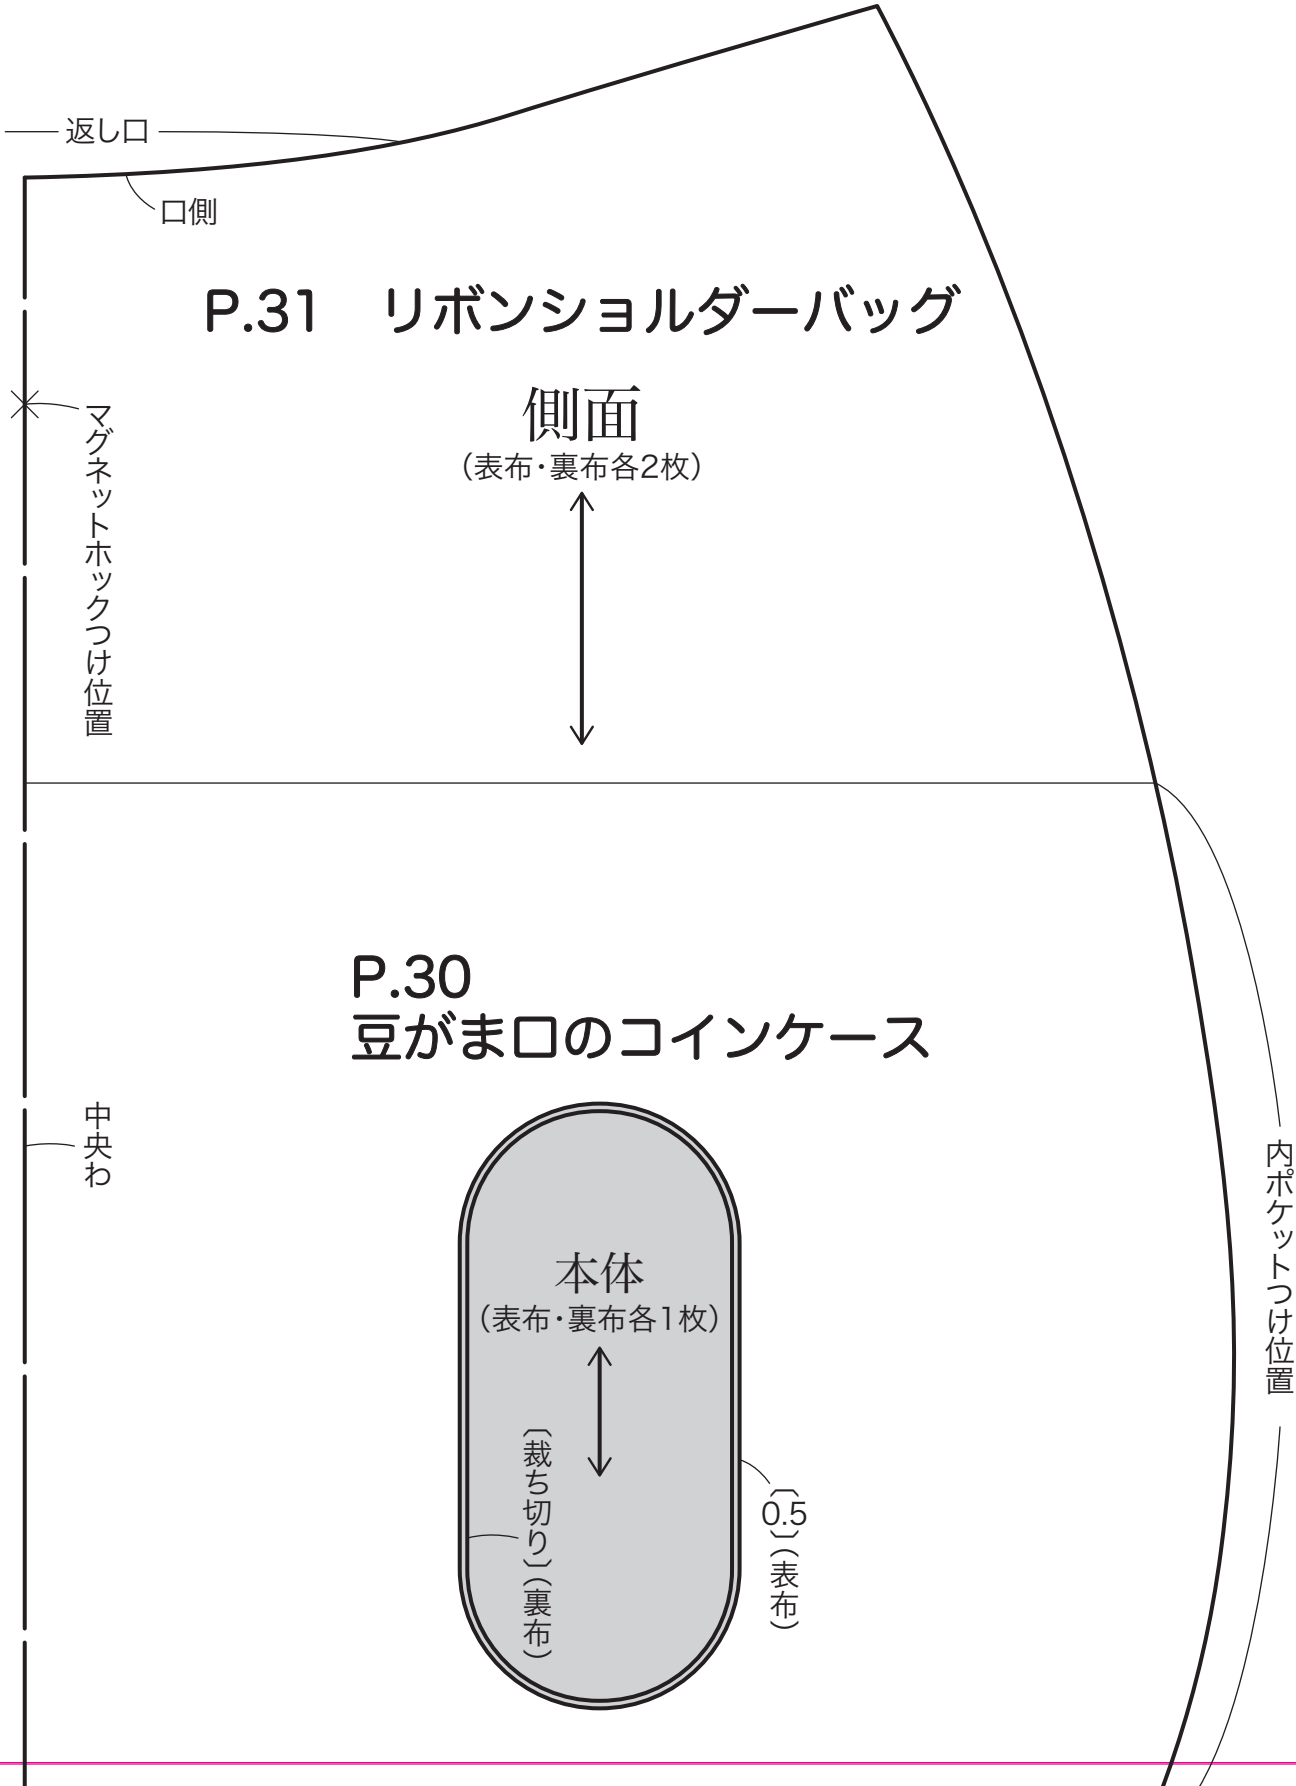 返し口
口側
P.31　リボンショルダーバッグ
側面
（表布・裏布各2枚）
マグネットホックつけ位置
P.30
豆がま口のコインケース
中央わ
内ポケットつけ位置
本体
（表布・裏布各1枚）
〔裁ち切り〕（裏布）
〔0.5〕（表布）